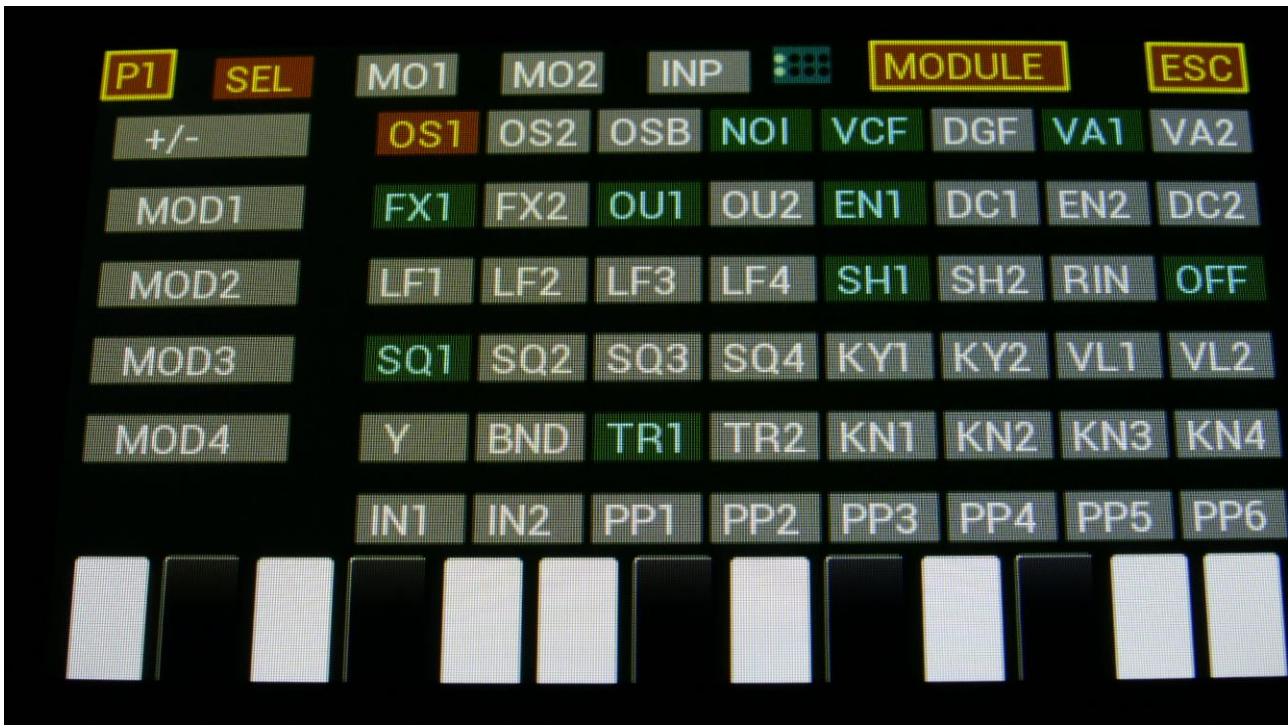 P1 SEL MO1 MO2 INP MODULE ESC
+/- OS1 OS2 OSB NOI VCF DGF VA1 VA2
MOD1 FX1 FX2 OU1 OU2 EN1 DC1 EN2 DC2
MOD2 LF1 LF2 LF3 LF4 SH1 SH2 RIN OFF
MOD3 SQ1 SQ2 SQ3 SQ4 KY1 KY2 VL1 VL2
MOD4 Y BND TR1 TR2 KN1 KN2 KN3 KN4
IN1 IN2 PP1 PP2 PP3 PP4 PP5 PP6